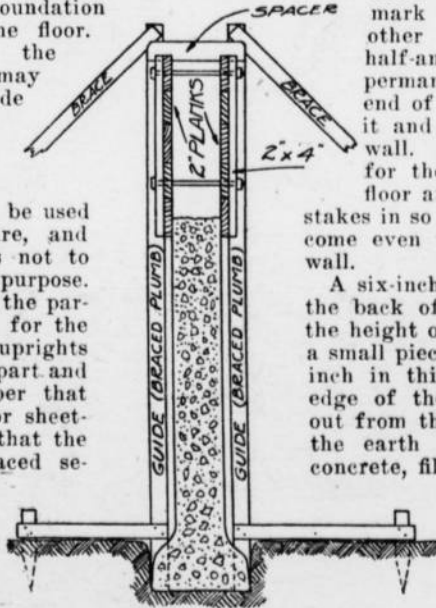 oundation
ne floor.
the
may
de
be used
re, and
s not to
purpose.
the par-
for the
uprights
part and
ber that
or sheet-
that the
aced se-
SPACER
BRACE
BRACE
2" PLANKS
2"x 4"
GUIDE (BRACED PLUMB)
GUIDE (BRACED PLUMB)
mark
other
half-an
perman
end of
it and
wall.
for the
floor a
stakes in so
come even
wall.
A six-inch
the back of
the height o
a small piec
inch in thi
edge of the
out from th
the earth
concrete, fil